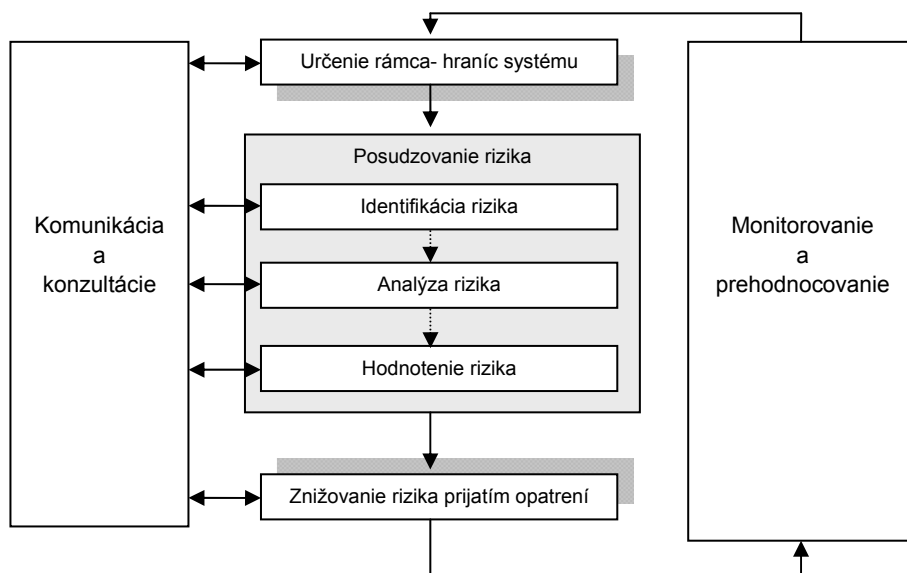 Určenie rámca- hraníc systému
Posudzovanie rizika
Identifikácia rizika
Analýza rizika
Hodnotenie rizika
Znižovanie rizika prijatím opatrení
Komunikácia
a
konzultácie
Monitorovanie
a
prehodnocovanie